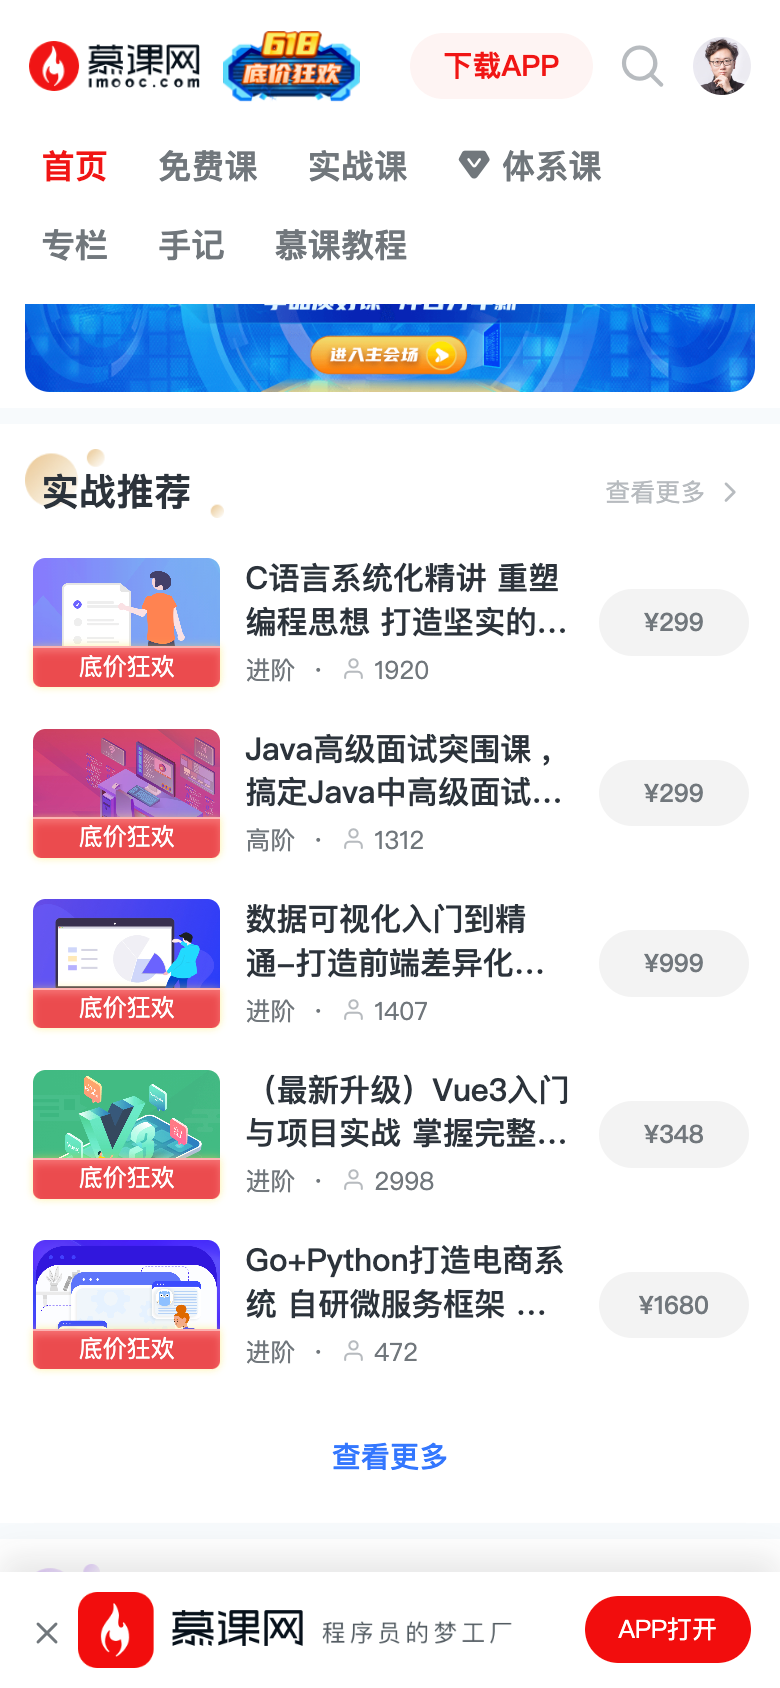 慕课网
imooc.com
618
底价狂欢
下载APP
首页 免费课 实战课 体系课
专栏 手记 慕课教程
进入主会场
实战推荐
查看更多
C语言系统化精讲 重塑
编程思想 打造坚实的...
进阶 · 1920
¥299
底价狂欢
Java高级面试突围课，
搞定Java中高级面试...
高阶 · 1312
¥299
底价狂欢
数据可视化入门到精
通–打造前端差异化...
进阶 · 1407
¥999
底价狂欢
（最新升级）Vue3入门
与项目实战 掌握完整...
进阶 · 2998
¥348
底价狂欢
Go+Python打造电商系
统 自研微服务框架 ...
进阶 · 472
¥1680
底价狂欢
查看更多
慕课网 程序员的梦工厂
APP打开